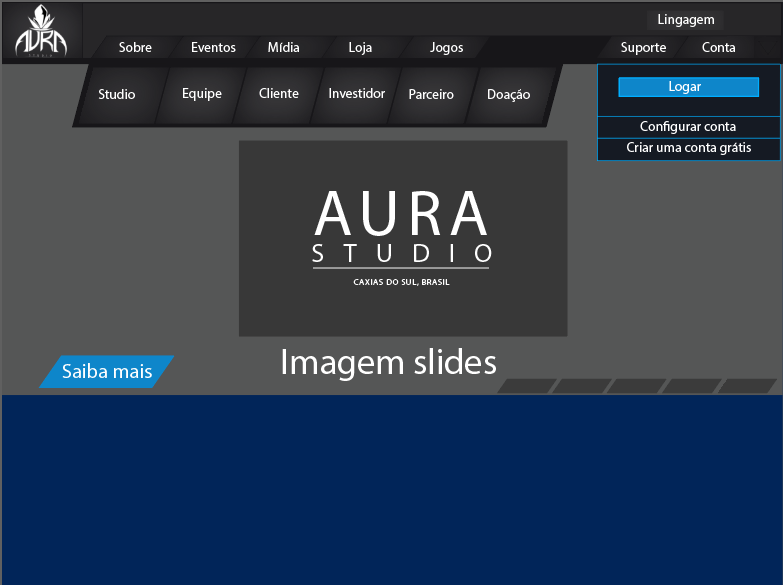 Lingagem
AURA
STUDIO
Sobre Eventos Mídia Loja Jogos Suporte Conta
Studio Equipe Cliente Investidor Parceiro Doação
Logar
Configurar conta
Criar uma conta grátis
AURA
STUDIO
CAXIAS DO SUL, BRASIL
Imagem slides
Saiba mais